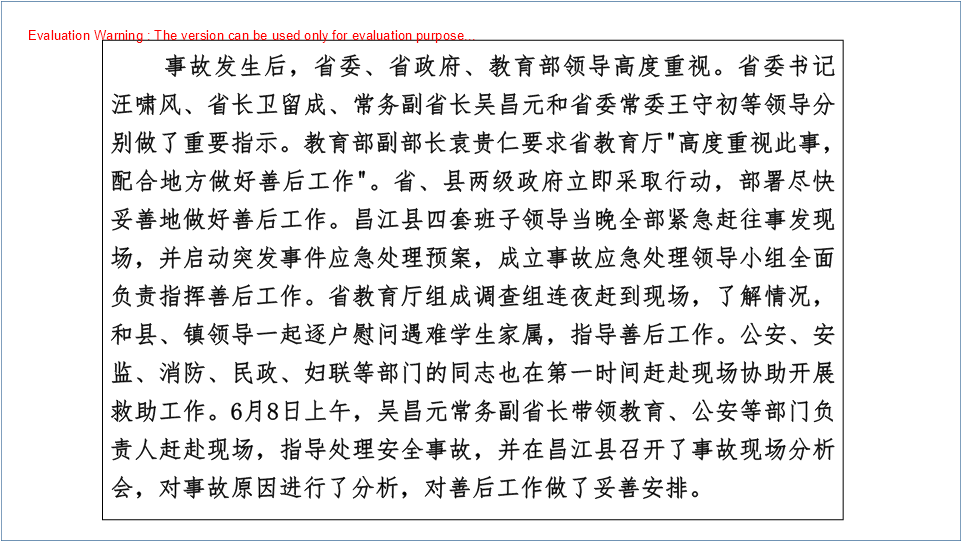 Evaluation Warning : The version can be used only for evaluation purpose...
事故发生后，省委、省政府、教育部领导高度重视。省委书记
汪啸风、省长卫留成、常务副省长吴昌元和省委常委王守初等领导分
别做了重要指示。教育部副部长袁贵仁要求省教育厅"高度重视此事，
配合地方做好善后工作"。省、县两级政府立即采取行动，部署尽快
妥善地做好善后工作。昌江县四套班子领导当晚全部紧急赶往事发现
场，并启动突发事件应急处理预案，成立事故应急处理领导小组全面
负责指挥善后工作。省教育厅组成调查组连夜赶到现场，了解情况，
和县、镇领导一起逐户慰问遇难学生家属，指导善后工作。公安、安
监、消防、民政、妇联等部门的同志也在第一时间赶赴现场协助开展
救助工作。6月8日上午，吴昌元常务副省长带领教育、公安等部门负
责人赶赴现场，指导处理安全事故，并在昌江县召开了事故现场分析
会，对事故原因进行了分析，对善后工作做了妥善安排。